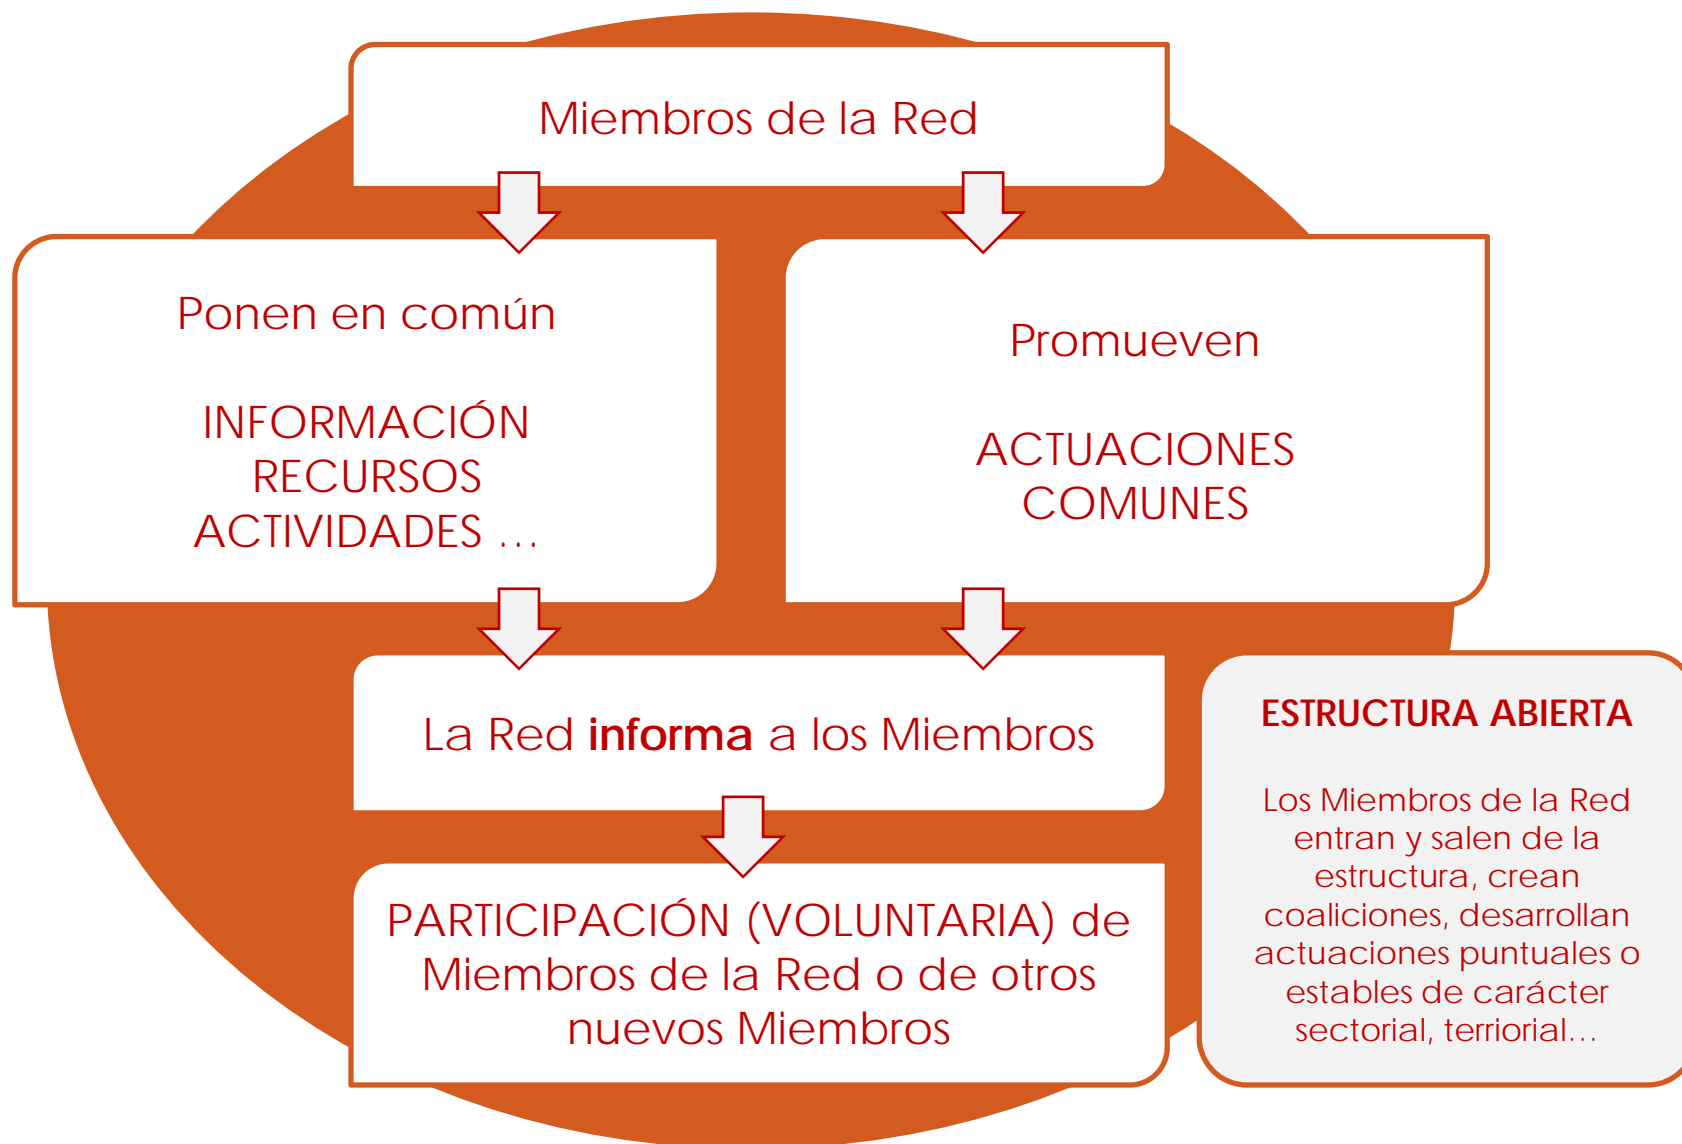 Miembros de la Red
Ponen en común
INFORMACIÓN
RECURSOS
ACTIVIDADES …
Promueven
ACTUACIONES
COMUNES
La Red informa a los Miembros
PARTICIPACIÓN (VOLUNTARIA) de
Miembros de la Red o de otros
nuevos Miembros
ESTRUCTURA ABIERTA
Los Miembros de la Red
entran y salen de la
estructura, crean
coaliciones, desarrollan
actuaciones puntuales o
estables de carácter
sectorial, terriorial…